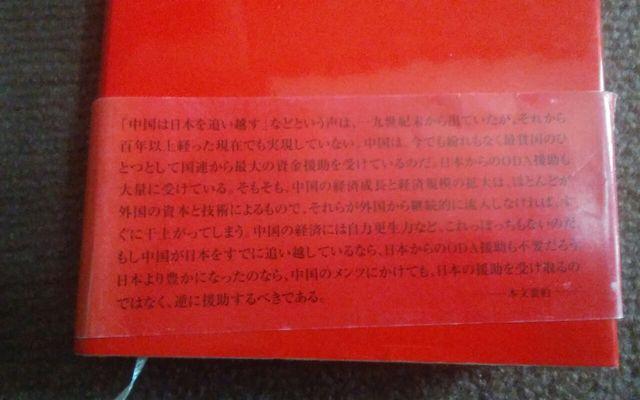 「中国は日本を追い越す」などという声は、一九世紀末から出ていたが、それから
百年以上経った現在でも実現していない。中国は、今でも紛れもなく最貧国のひ
とつとして国連から最大の資金援助を受けているのだ。日本からのODA援助も
大量に受けている。そもそも、中国の経済成長と経済規模の拡大は、ほとんどが
外国の資本と技術によるもので、それらが外国から継続的に流入しなければ、す
ぐに干上がってしまう。中国の経済には自力更生力など、これっぽっちもないのだ。
もし中国が日本をすでに追い越しているなら、日本からのODA援助も不要だろう。
日本より豊かになったのなら、中国のメンツにかけても、日本の援助を受け取るの
ではなく、逆に援助するべきである。
―本文要約―